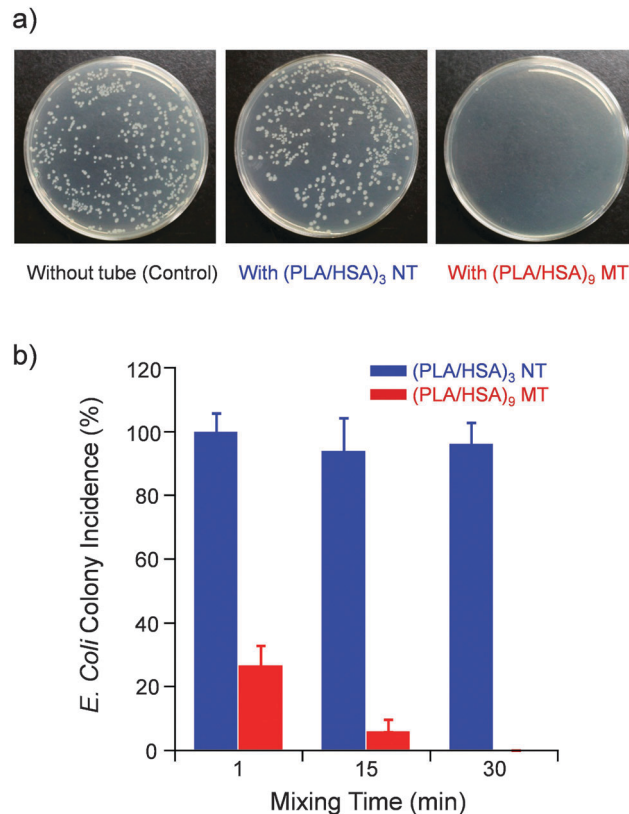 a)
Without tube (Control) With (PLA/HSA)₃ NT With (PLA/HSA)₉ MT
b)
(PLA/HSA)₃ NT
(PLA/HSA)₉ MT
E. Coli Colony Incidence (%)
120
100
80
60
40
20
0
1 15 30
Mixing Time (min)